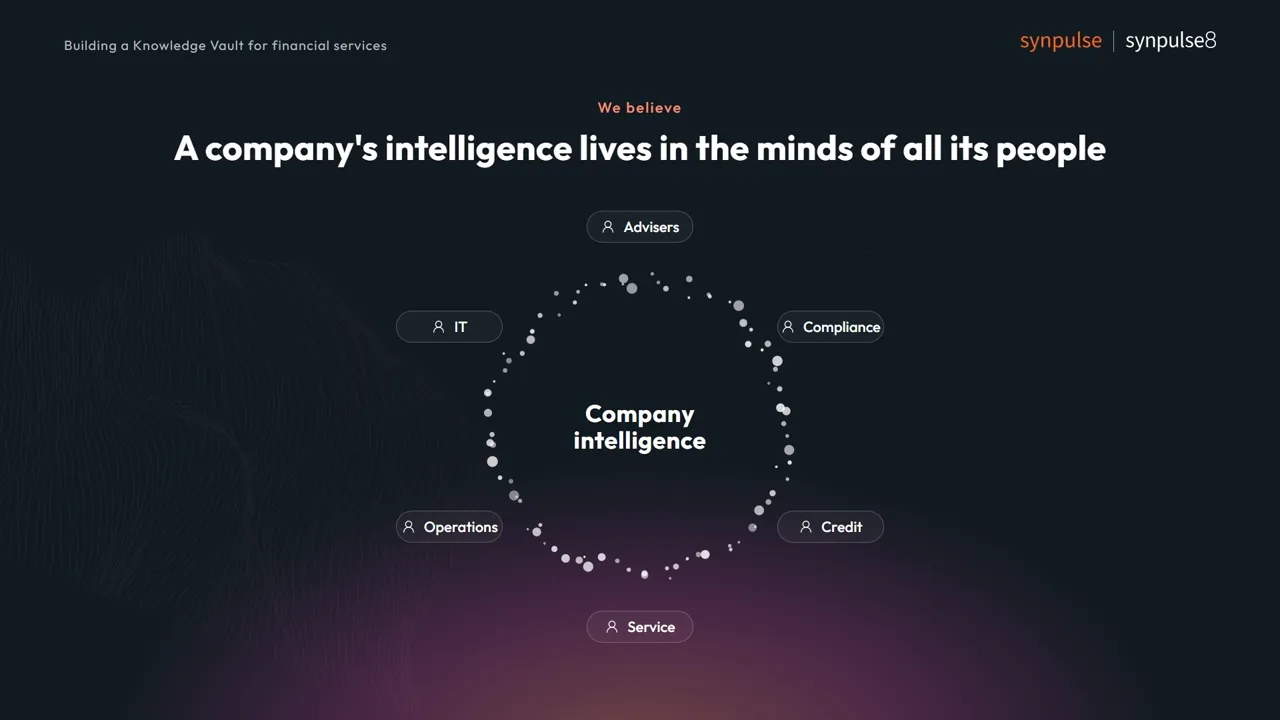 Building a Knowledge Vault for financial services
synpulse | synpulse8
We believe
A company's intelligence lives in the minds of all its people
Advisers
IT
Compliance
Company
intelligence
Operations
Credit
Service